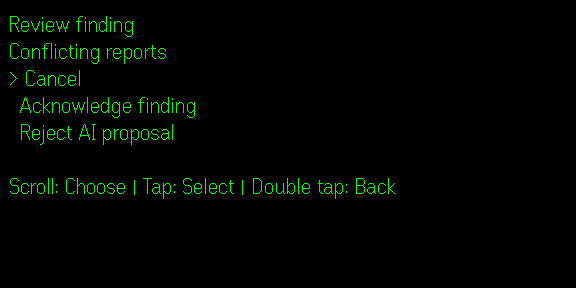 Review finding
Conflicting reports
> Cancel
Acknowledge finding
Reject AI proposal
Scroll: Choose | Tap: Select | Double tap: Back